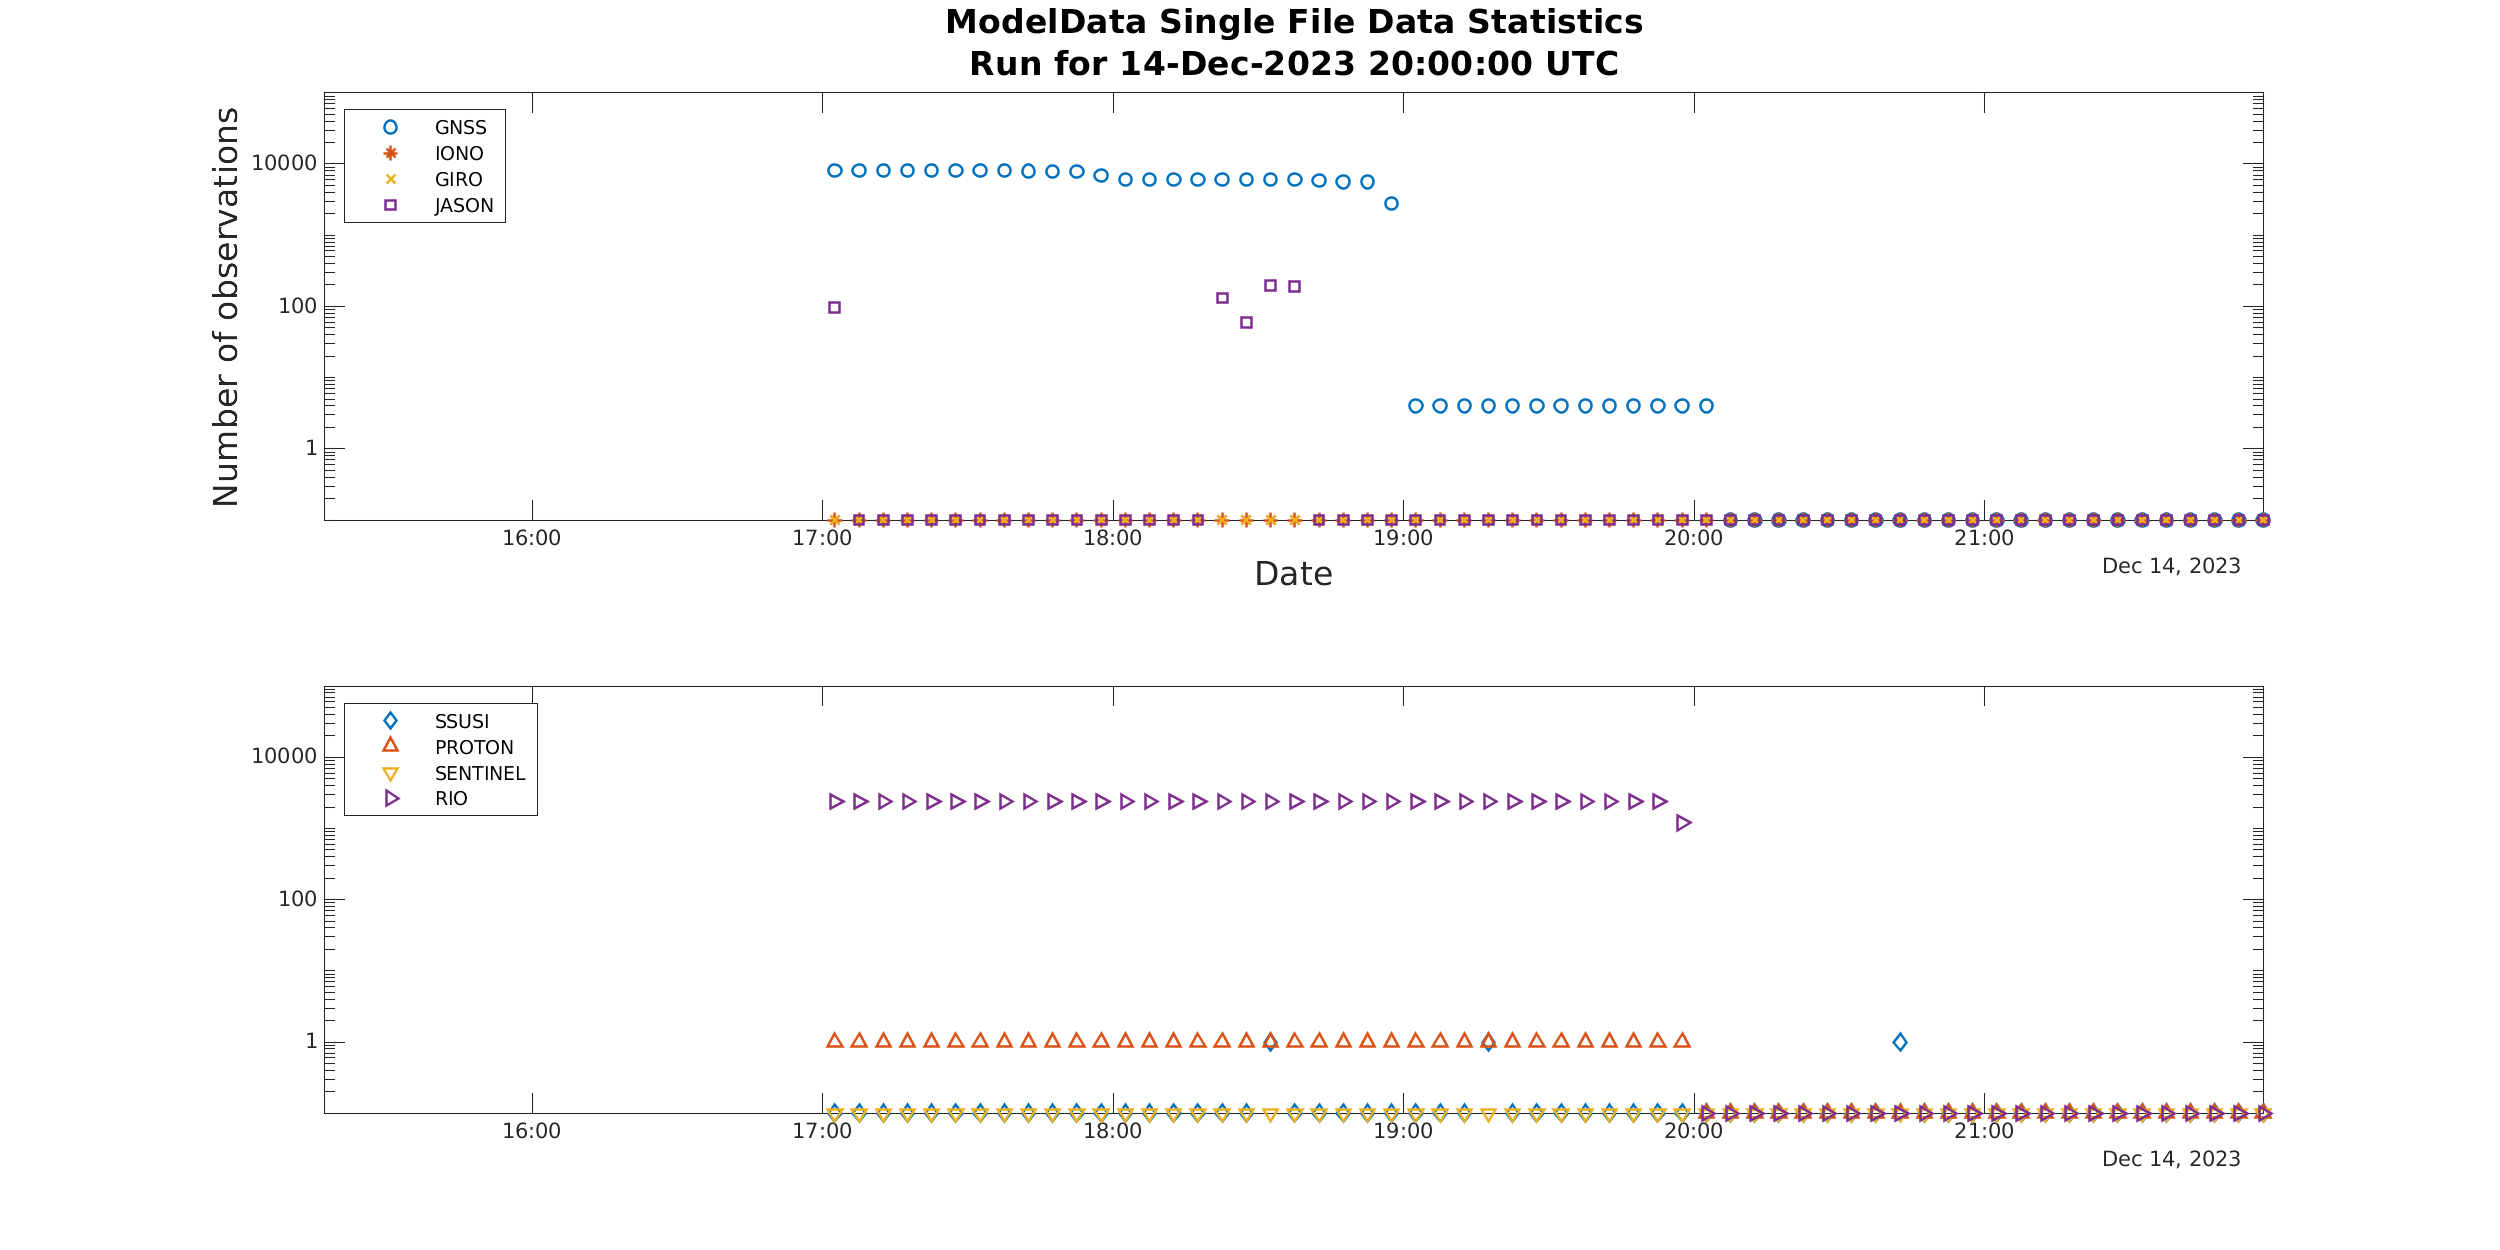 ModelData Single File Data Statistics
Run for 14-Dec-2023 20:00:00 UTC
Number of observations
10000
100
1
GNSS
IONO
GIRO
JASON
16:00 17:00 18:00 19:00 20:00 21:00
Date
Dec 14, 2023
10000
100
1
SSUSI
PROTON
SENTINEL
RIO
16:00 17:00 18:00 19:00 20:00 21:00
Dec 14, 2023